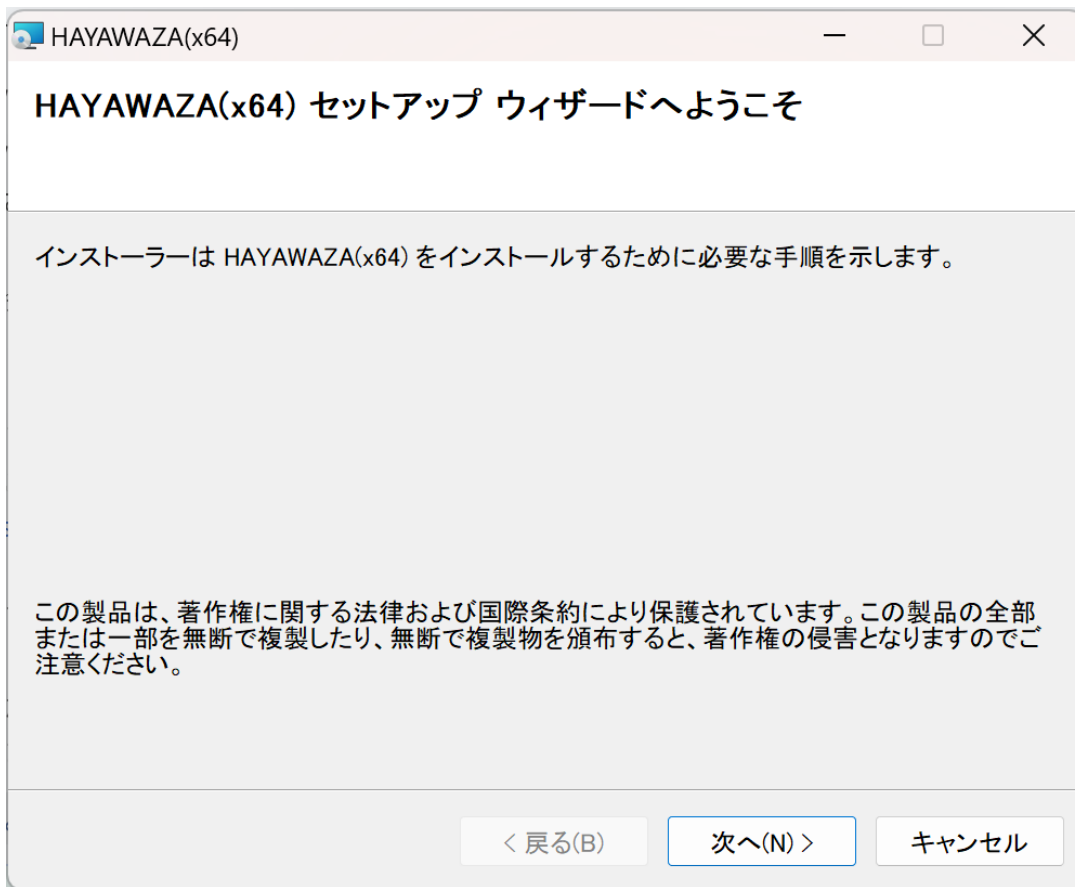 HAYAWAZA(x64)
HAYAWAZA(x64) セットアップ ウィザードへようこそ
インストーラーは HAYAWAZA(x64) をインストールするために必要な手順を示します。
この製品は、著作権に関する法律および国際条約により保護されています。この製品の全部
または一部を無断で複製したり、無断で複製物を頒布すると、著作権の侵害となりますのでご
注意ください。
< 戻る(B) 次へ(N) > キャンセル